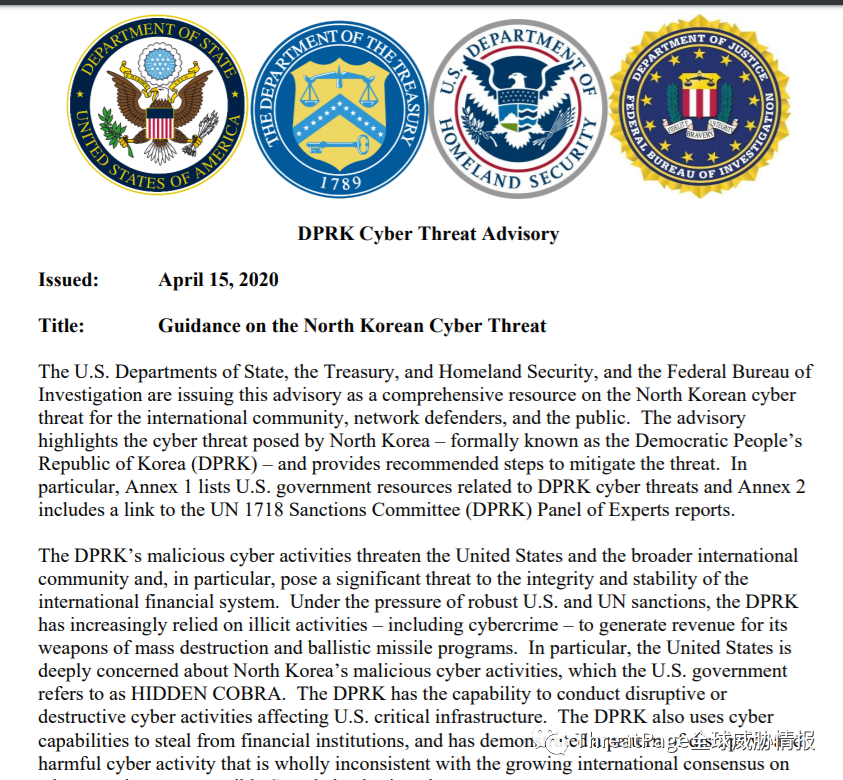 DEPARTMENT OF STATE
UNITED STATES OF AMERICA
THE DEPARTMENT OF THE TREASURY
1789
U.S. DEPARTMENT OF
HOMELAND SECURITY
DEPARTMENT OF JUSTICE
FIDELITY BRAVERY INTEGRITY
FEDERAL BUREAU OF INVESTIGATION
DPRK Cyber Threat Advisory
Issued: April 15, 2020
Title: Guidance on the North Korean Cyber Threat
The U.S. Departments of State, the Treasury, and Homeland Security, and the Federal Bureau of
Investigation are issuing this advisory as a comprehensive resource on the North Korean cyber
threat for the international community, network defenders, and the public. The advisory
highlights the cyber threat posed by North Korea – formally known as the Democratic People’s
Republic of Korea (DPRK) – and provides recommended steps to mitigate the threat. In
particular, Annex 1 lists U.S. government resources related to DPRK cyber threats and Annex 2
includes a link to the UN 1718 Sanctions Committee (DPRK) Panel of Experts reports.
The DPRK’s malicious cyber activities threaten the United States and the broader international
community and, in particular, pose a significant threat to the integrity and stability of the
international financial system. Under the pressure of robust U.S. and UN sanctions, the DPRK
has increasingly relied on illicit activities – including cybercrime – to generate revenue for its
weapons of mass destruction and ballistic missile programs. In particular, the United States is
deeply concerned about North Korea’s malicious cyber activities, which the U.S. government
refers to as HIDDEN COBRA. The DPRK has the capability to conduct disruptive or
destructive cyber activities affecting U.S. critical infrastructure. The DPRK also uses cyber
capabilities to steal from financial institutions, and has
ThreatPage全球威胁情报
harmful cyber activity that is wholly inconsistent with the growing international consensus on